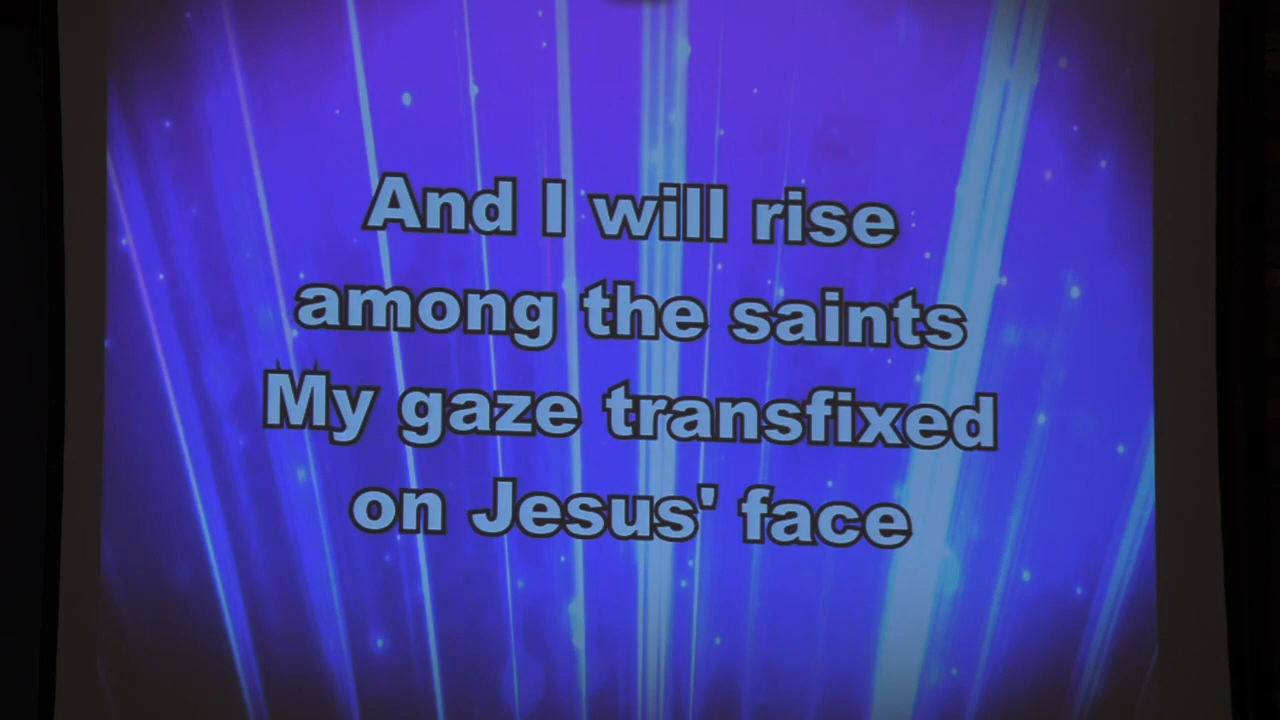 And I will rise
among the saints
My gaze transfixed
on Jesus' face